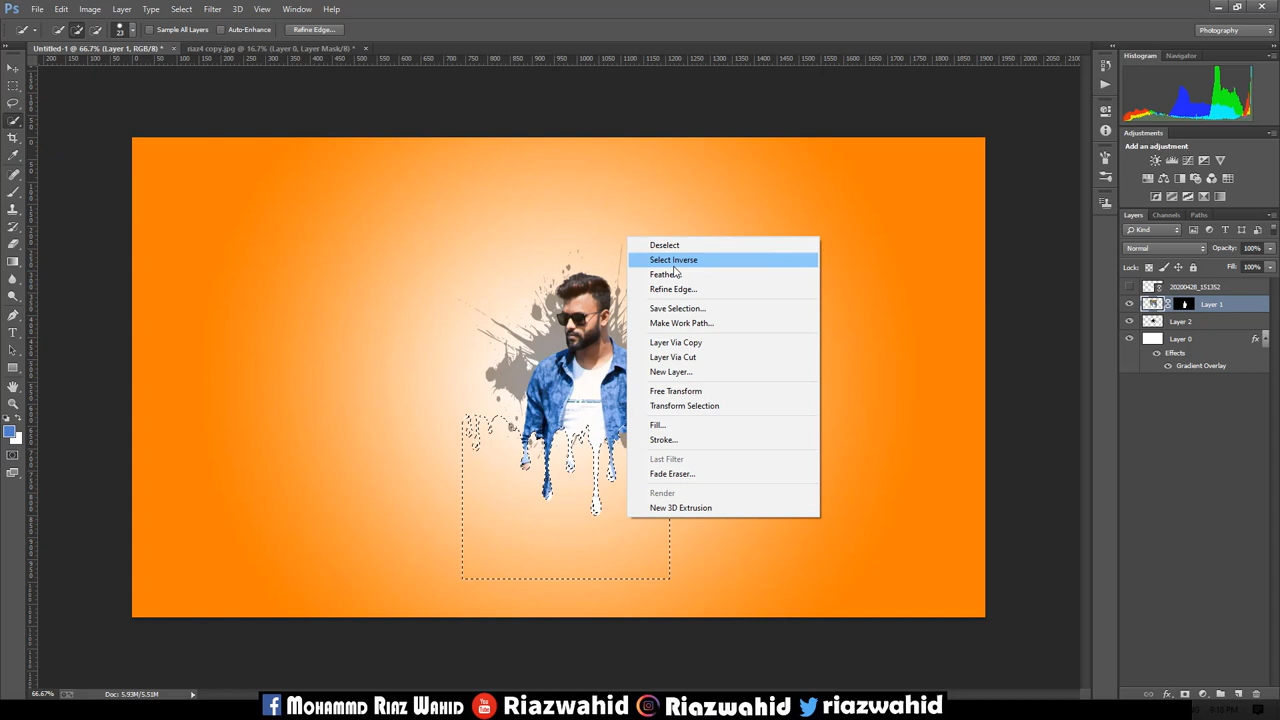 Ps File Edit Image Layer Type Select Filter 3D View Window Help
23 Sample All Layers Auto-Enhance Refine Edge... Photography
Untitled-1 @ 66.7% (Layer 1, RGB/8) * × riaz4 copy.jpg @ 16.7% (Layer 0, Layer Mask/8) * ×
Histogram Navigator
Adjustments
Add an adjustment
Layers Channels Paths
Kind
Normal Opacity: 100%
Lock: Fill: 100%
20200428_151352
Layer 1
Layer 2
Layer 0 fx
Effects
Gradient Overlay
Deselect
Select Inverse
Feather...
Refine Edge...
Save Selection...
Make Work Path...
Layer Via Copy
Layer Via Cut
New Layer...
Free Transform
Transform Selection
Fill...
Stroke...
Last Filter
Fade Eraser...
Render
New 3D Extrusion
66.67% Doc: 5.93M/5.51M
Mohammd Riaz Wahid Riazwahid Riazwahid riazwahid